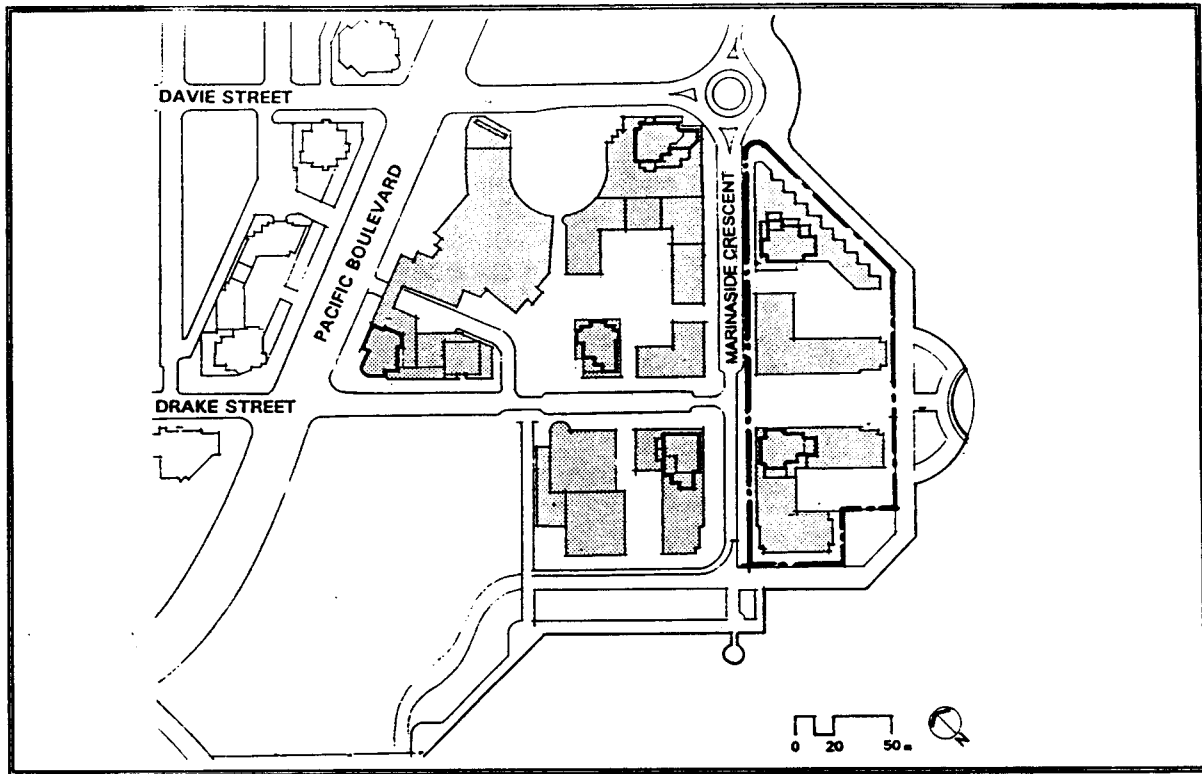 DAVIE STREET
PACIFIC BOULEVARD
MARINASIDE CRESCENT
DRAKE STREET
0 20 50 m
N